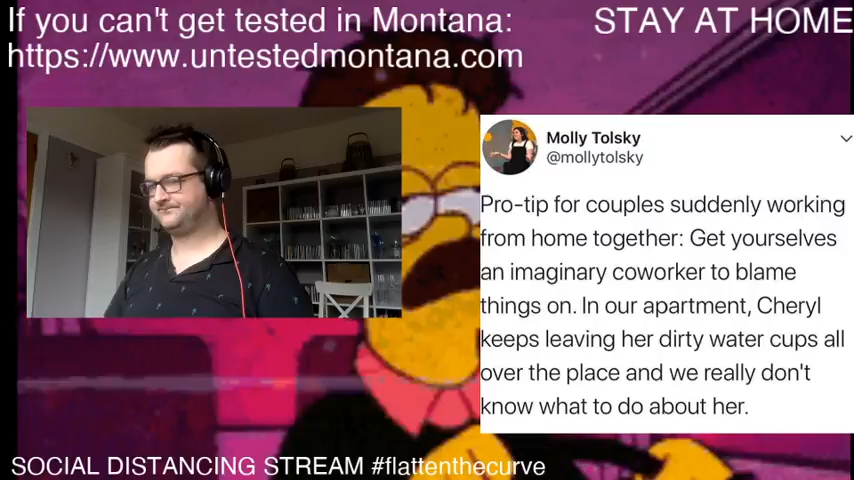 If you can't get tested in Montana:
https://www.untestedmontana.com
STAY AT HOME
Molly Tolsky
@mollytolsky
Pro-tip for couples suddenly working
from home together: Get yourselves
an imaginary coworker to blame
things on. In our apartment, Cheryl
keeps leaving her dirty water cups all
over the place and we really don't
know what to do about her.
SOCIAL DISTANCING STREAM #flattenthecurve